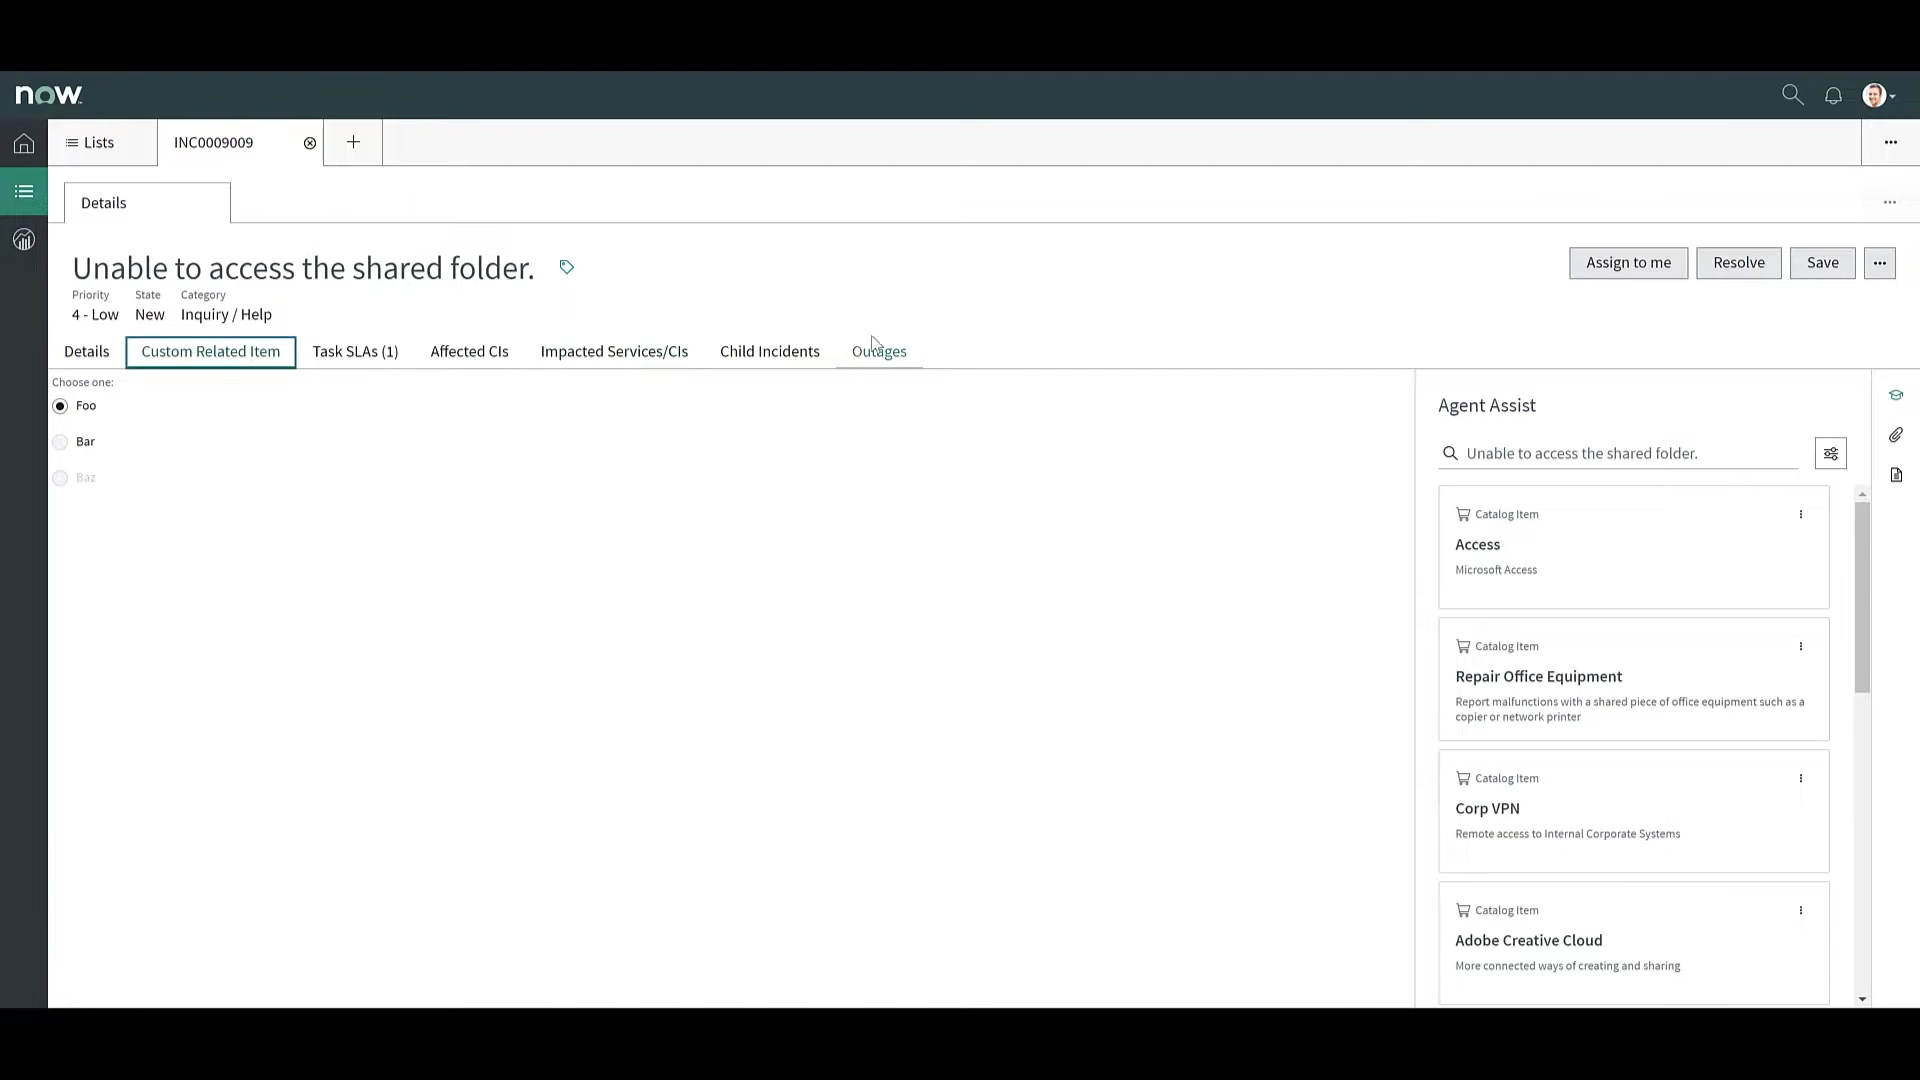 now
Lists
INC0009009
Details
Unable to access the shared folder.
Assign to me
Resolve
Save
Priority State Category
4 - Low New Inquiry / Help
Details
Custom Related Item
Task SLAs (1)
Affected CIs
Impacted Services/CIs
Child Incidents
Outages
Choose one:
Foo
Bar
Baz
Agent Assist
Unable to access the shared folder.
Catalog Item
Access
Microsoft Access
Catalog Item
Repair Office Equipment
Report malfunctions with a shared piece of office equipment such as a
copier or network printer
Catalog Item
Corp VPN
Remote access to Internal Corporate Systems
Catalog Item
Adobe Creative Cloud
More connected ways of creating and sharing